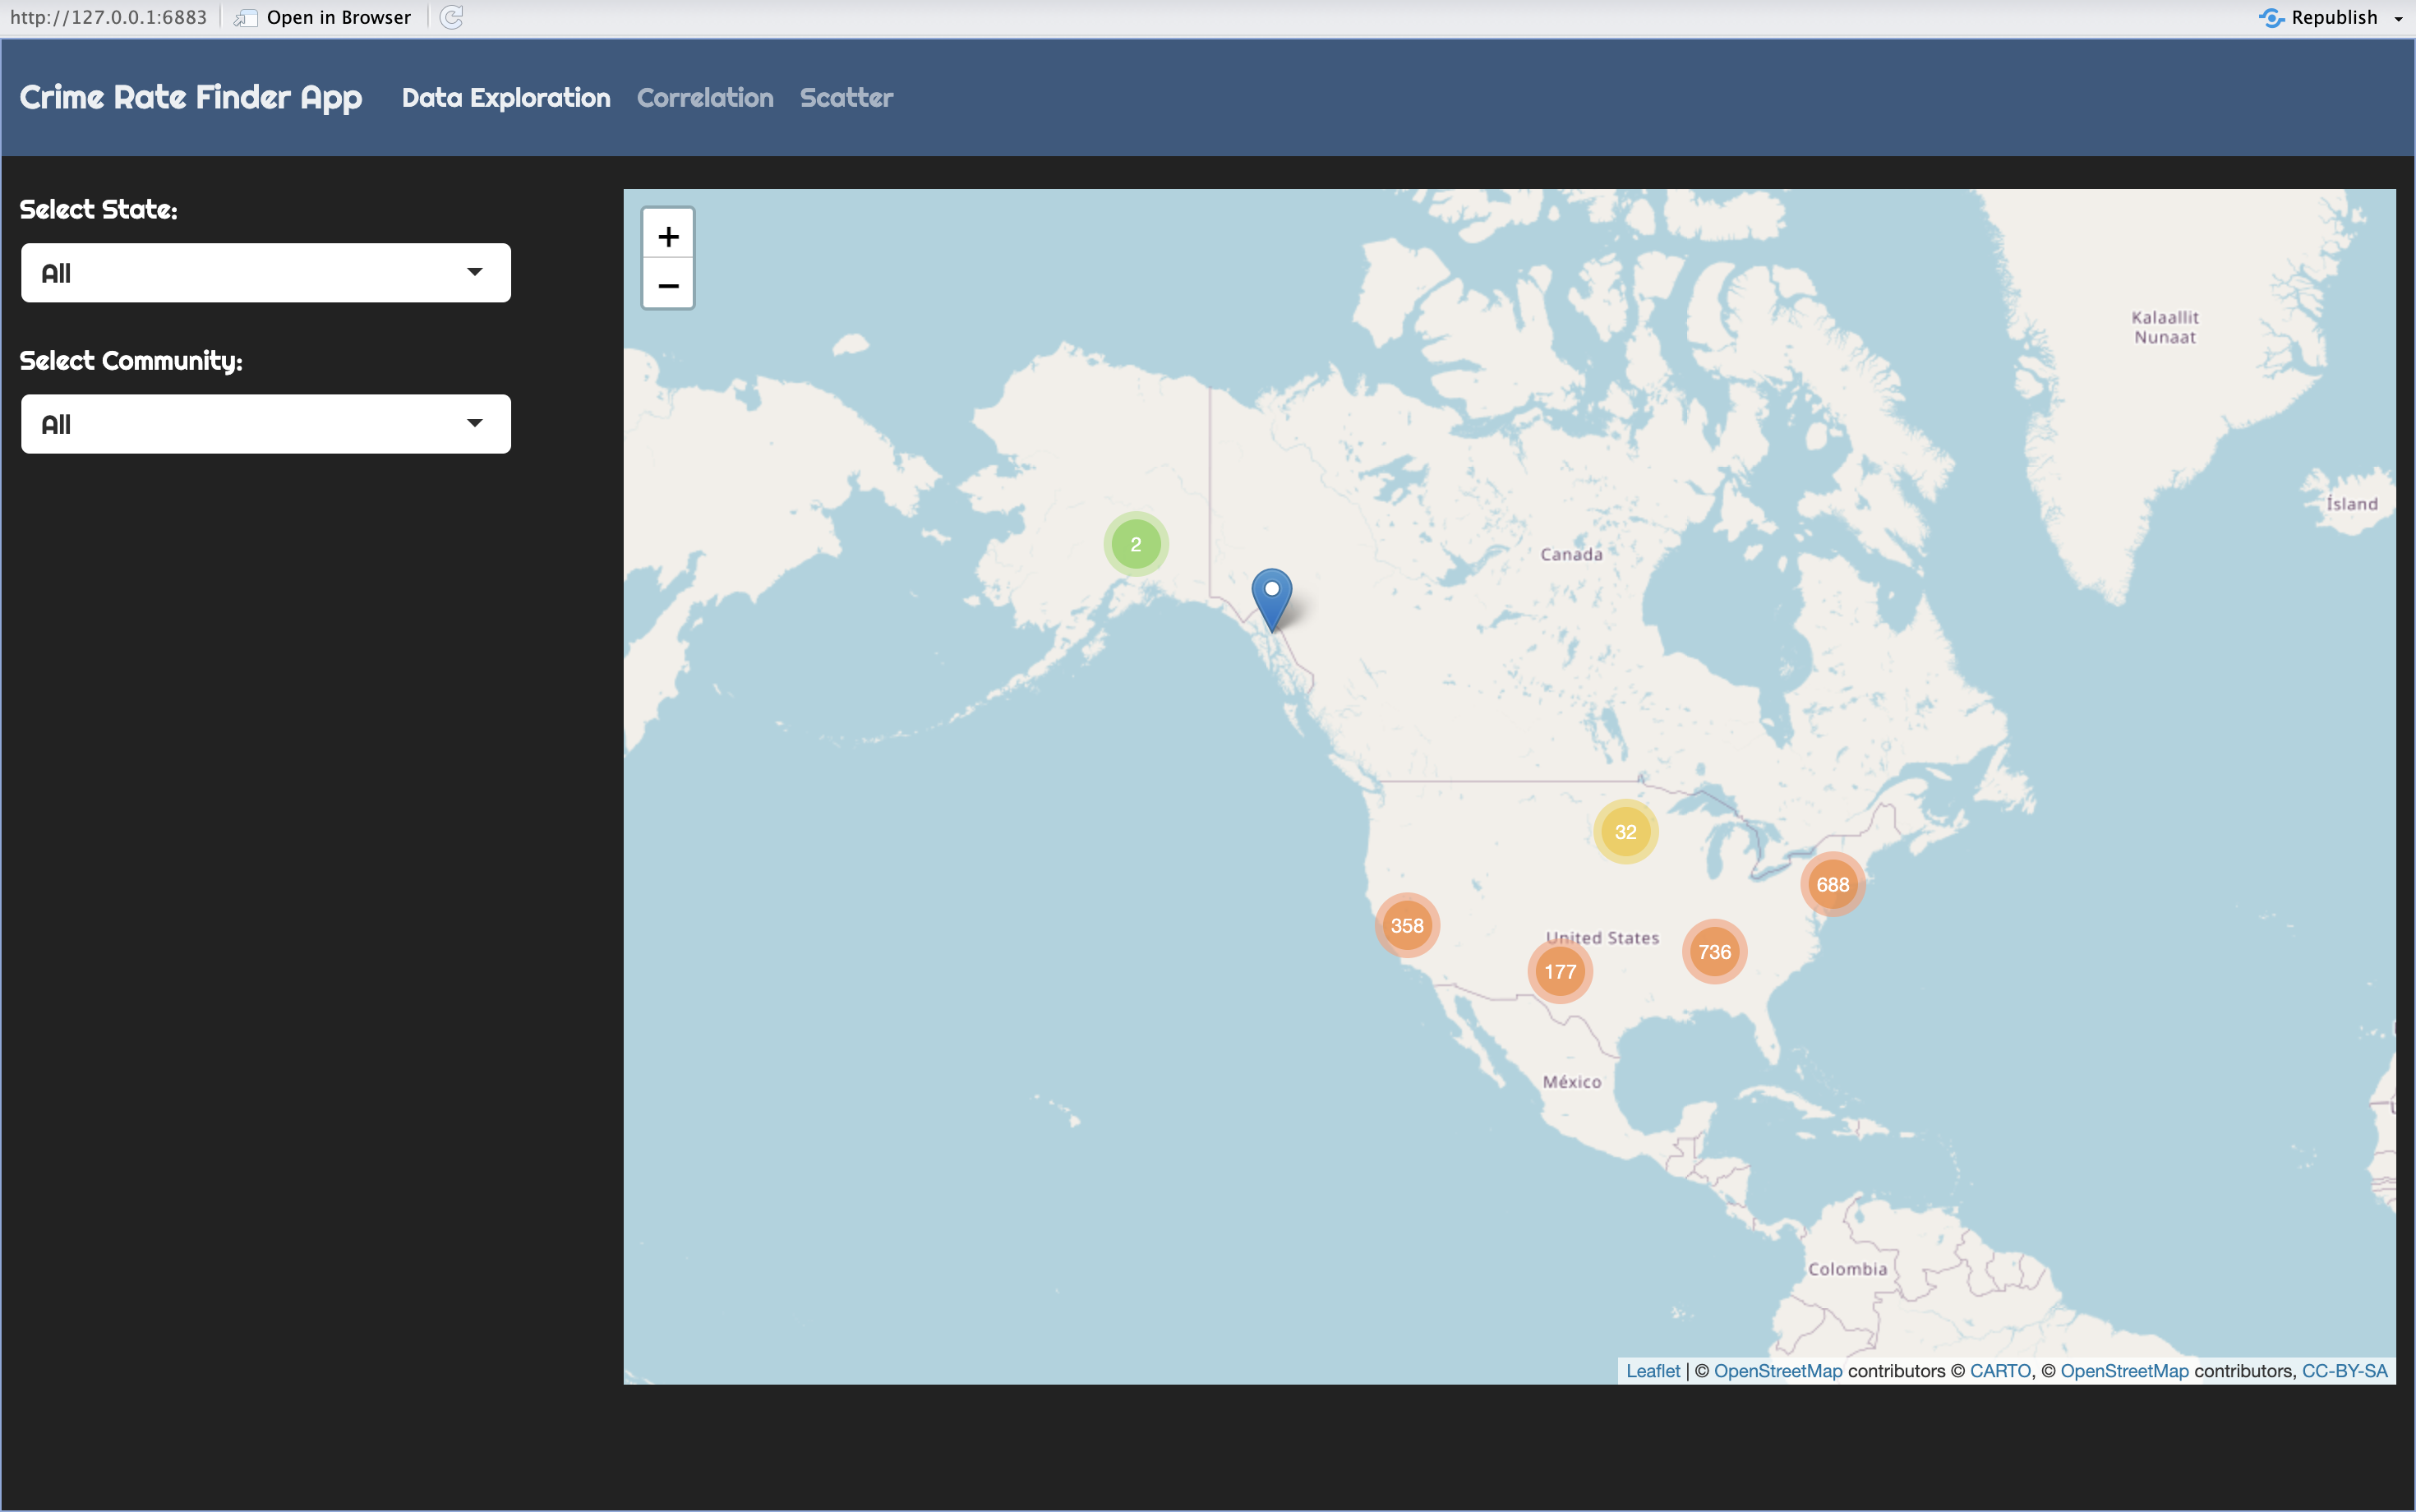 http://127.0.0.1:6883 Open in Browser Republish
Crime Rate Finder App Data Exploration Correlation Scatter
Select State:
All
Select Community:
All
+
−
Kalaallit
Nunaat
Ísland
Canada
2
32
688
358
United States
736
177
México
Colombia
Leaflet | © OpenStreetMap contributors © CARTO, © OpenStreetMap contributors, CC-BY-SA